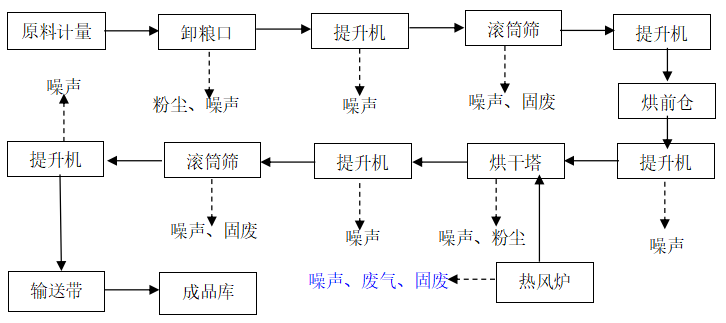 原料计量
卸粮口
提升机
滚筒筛
提升机
噪声
粉尘、噪声
噪声
噪声、固废
烘前仓
提升机
滚筒筛
提升机
烘干塔
提升机
噪声、固废
噪声
噪声、粉尘
噪声
输送带
成品库
噪声、废气、固废
热风炉